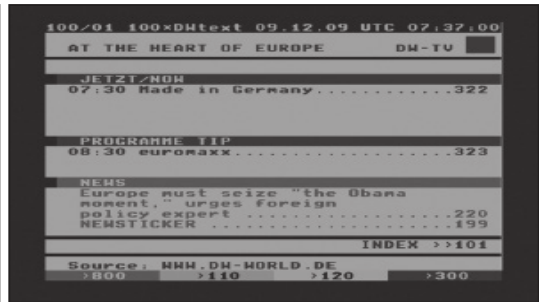 100/01 100×DWtext 09.12.09 UTC 07:37:00
AT THE HEART OF EUROPE DW-TV
JETZT/NOW
07:30 Made in Germany............322
PROGRAMME TIP
08:30 euromaxx...................323
NEWS
Europe must seize "the Obama
moment," urges foreign
policy expert ...................220
NEWSTICKER ......................199
INDEX >>101
Source: WWW.DW-WORLD.DE
>800 >110 >120 >300